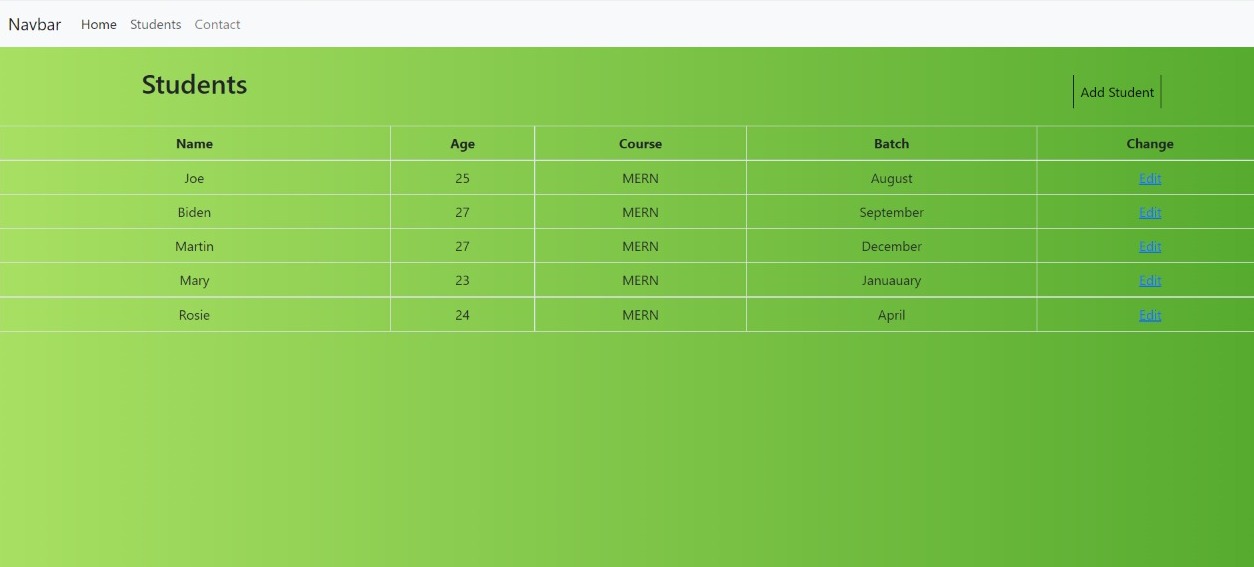 Navbar Home Students Contact
Students
Add Student
Name Age Course Batch Change
Joe 25 MERN August Edit
Biden 27 MERN September Edit
Martin 27 MERN December Edit
Mary 23 MERN Januauary Edit
Rosie 24 MERN April Edit